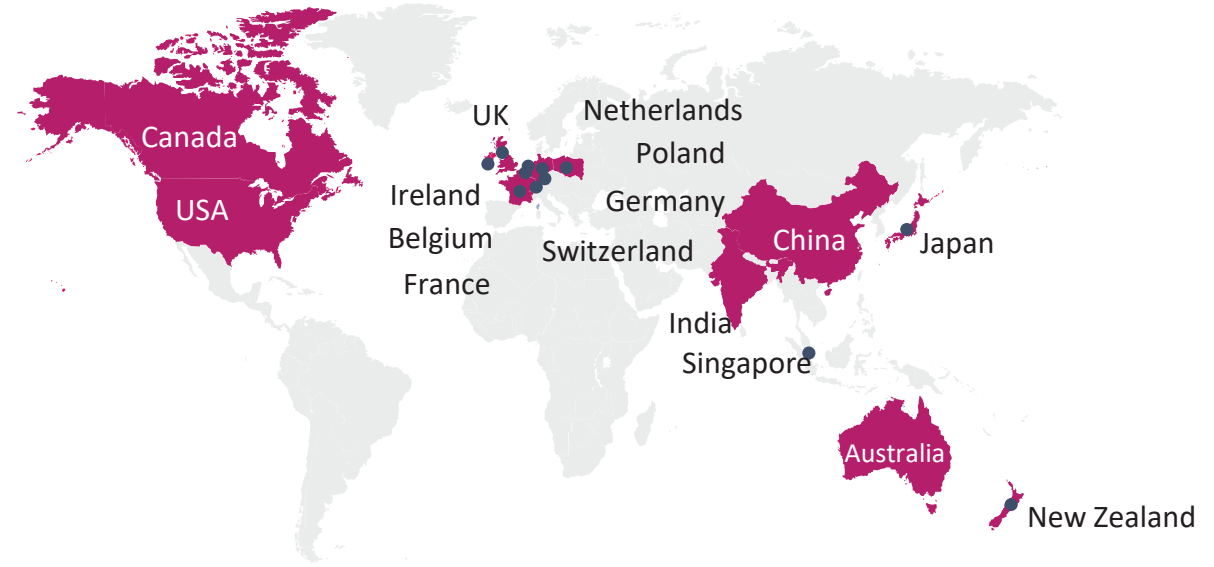 UK
Netherlands
Canada
Poland
Ireland
Germany
USA
Belgium
Switzerland
China
Japan
France
India
Singapore
Australia
New Zealand